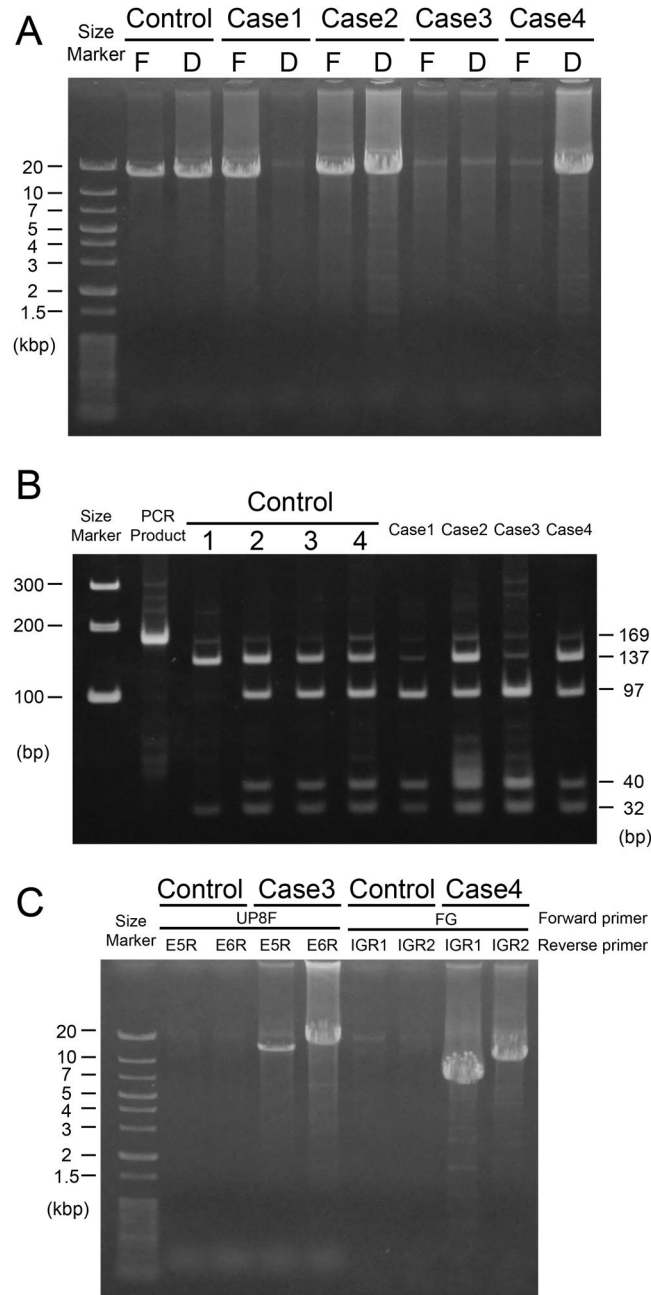 A
Control Case1 Case2 Case3 Case4
Size Marker
F D F D F D F D F D
20
10
7
5
4
3
2
1.5
(kbp)
B
Control
Size Marker
PCR Product
1 2 3 4
Case1 Case2 Case3 Case4
300
200
100
(bp)
169
137
97
40
32
(bp)
C
Control Case3 Control Case4
Size Marker
UP8F FG Forward primer
E5R E6R E5R E6R IGR1 IGR2 IGR1 IGR2 Reverse primer
20
10
7
5
4
3
2
1.5
(kbp)